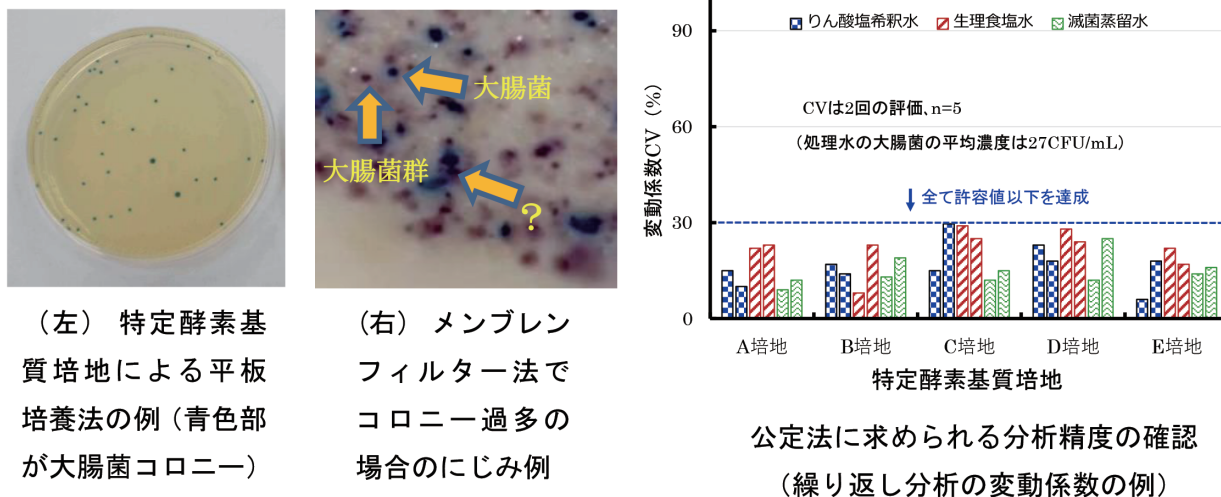 大腸菌
大腸菌群
?
(左) 特定酵素基
質培地による平板
培養法の例(青色部
が大腸菌コロニー)
(右) メンブレン
フィルター法で
コロニー過多の
場合のにじみ例
りん酸塩希釈水 生理食塩水 滅菌蒸留水
90
60
30
0
変動係数CV (%)
CVは2回の評価、n=5
(処理水の大腸菌の平均濃度は27CFU/mL)
↓ 全て許容値以下を達成
A培地 B培地 C培地 D培地 E培地
特定酵素基質培地
公定法に求められる分析精度の確認
(繰り返し分析の変動係数の例)